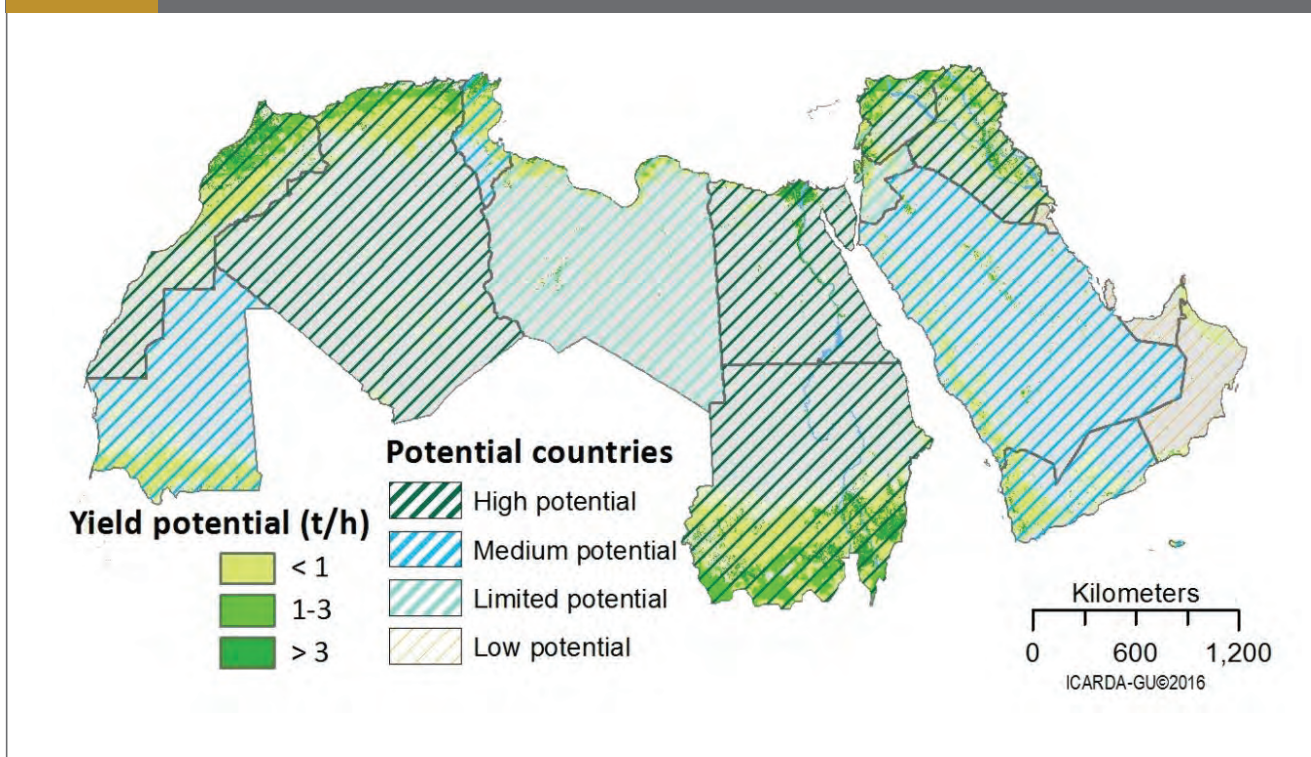 Potential countries
High potential
Medium potential
Limited potential
Low potential
Yield potential (t/h)
< 1
1-3
> 3
Kilometers
0 600 1,200
ICARDA-GU©2016